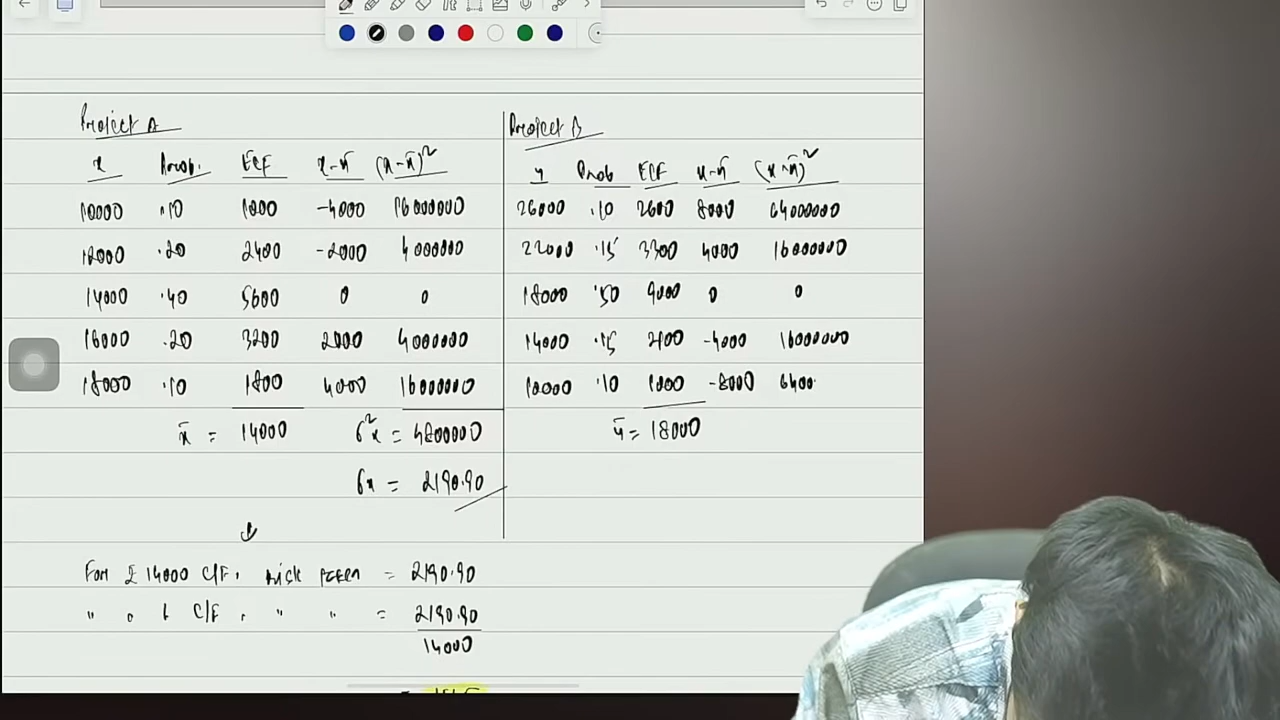 Project A
x Prob. ECF x-x̄ (x-x̄)²
10000 .10 1000 -4000 16000000
12000 .20 2400 -2000 4000000
14000 .40 5600 0 0
16000 .20 3200 2000 4000000
18000 .10 1800 4000 16000000
x̄ = 14000 σ²x = 4800000
σx = 2190.90
For ₹ 14000 C/F, risk taken = 2190.90
" " 1 C/F, " " = 2190.90
14000
Project B
y Prob ECF x-x̄ (x-x̄)²
26000 .10 2600 8000 64000000
22000 .15 3300 4000 16000000
18000 .50 9000 0 0
14000 .15 2100 -4000 16000000
10000 .10 1000 -8000 6400
ȳ = 18000